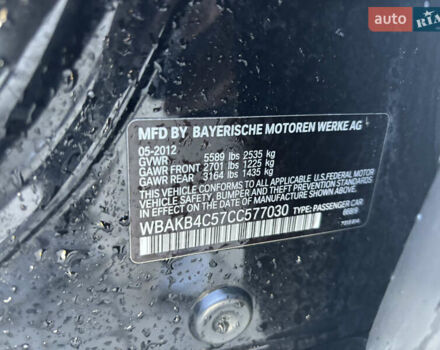 auto RIA
MFD BY BAYERISCHE MOTOREN WERKE AG
05-2012
GVWR 5589 lbs 2535 kg
GAWR FRONT 2701 lbs 1225 kg
GAWR REAR 3164 lbs 1435 kg
THIS VEHICLE CONFORMS TO ALL APPLICABLE U.S.FEDERAL MOTOR
VEHICLE SAFETY, BUMPER AND THEFT PREVENTION STANDARDS IN
EFFECT ON THE DATE OF MANUFACTURE SHOWN ABOVE.
WBAKB4C57CC577030 TYPE: PASSENGER CAR